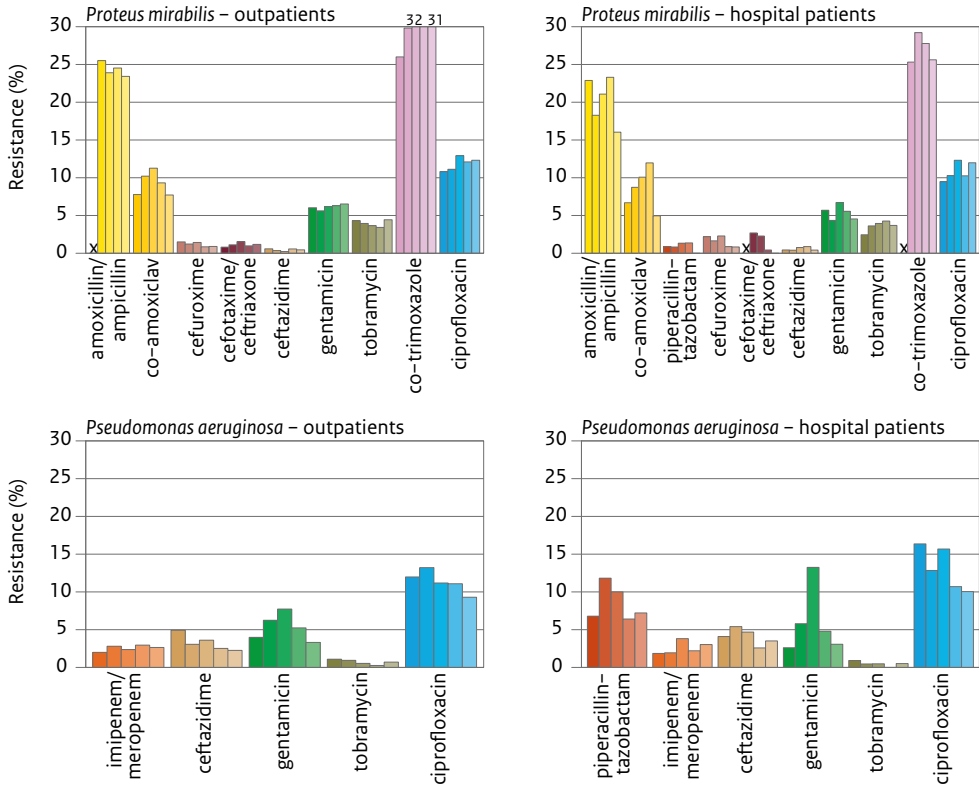 Proteus mirabilis – outpatients
32 31
30
25
20
15
10
5
0
Resistance (%)
x
amoxicillin/
ampicillin
co-amoxiclav
cefuroxime
cefotaxime/
ceftriaxone
ceftazidime
gentamicin
tobramycin
co-trimoxazole
ciprofloxacin
Proteus mirabilis – hospital patients
30
25
20
15
10
5
0
x
x
amoxicillin/
ampicillin
co-amoxiclav
piperacillin-
tazobactam
cefuroxime
cefotaxime/
ceftriaxone
ceftazidime
gentamicin
tobramycin
co-trimoxazole
ciprofloxacin
Pseudomonas aeruginosa – outpatients
30
25
20
15
10
5
0
Resistance (%)
imipenem/
meropenem
ceftazidime
gentamicin
tobramycin
ciprofloxacin
Pseudomonas aeruginosa – hospital patients
30
25
20
15
10
5
0
piperacillin-
tazobactam
imipenem/
meropenem
ceftazidime
gentamicin
tobramycin
ciprofloxacin